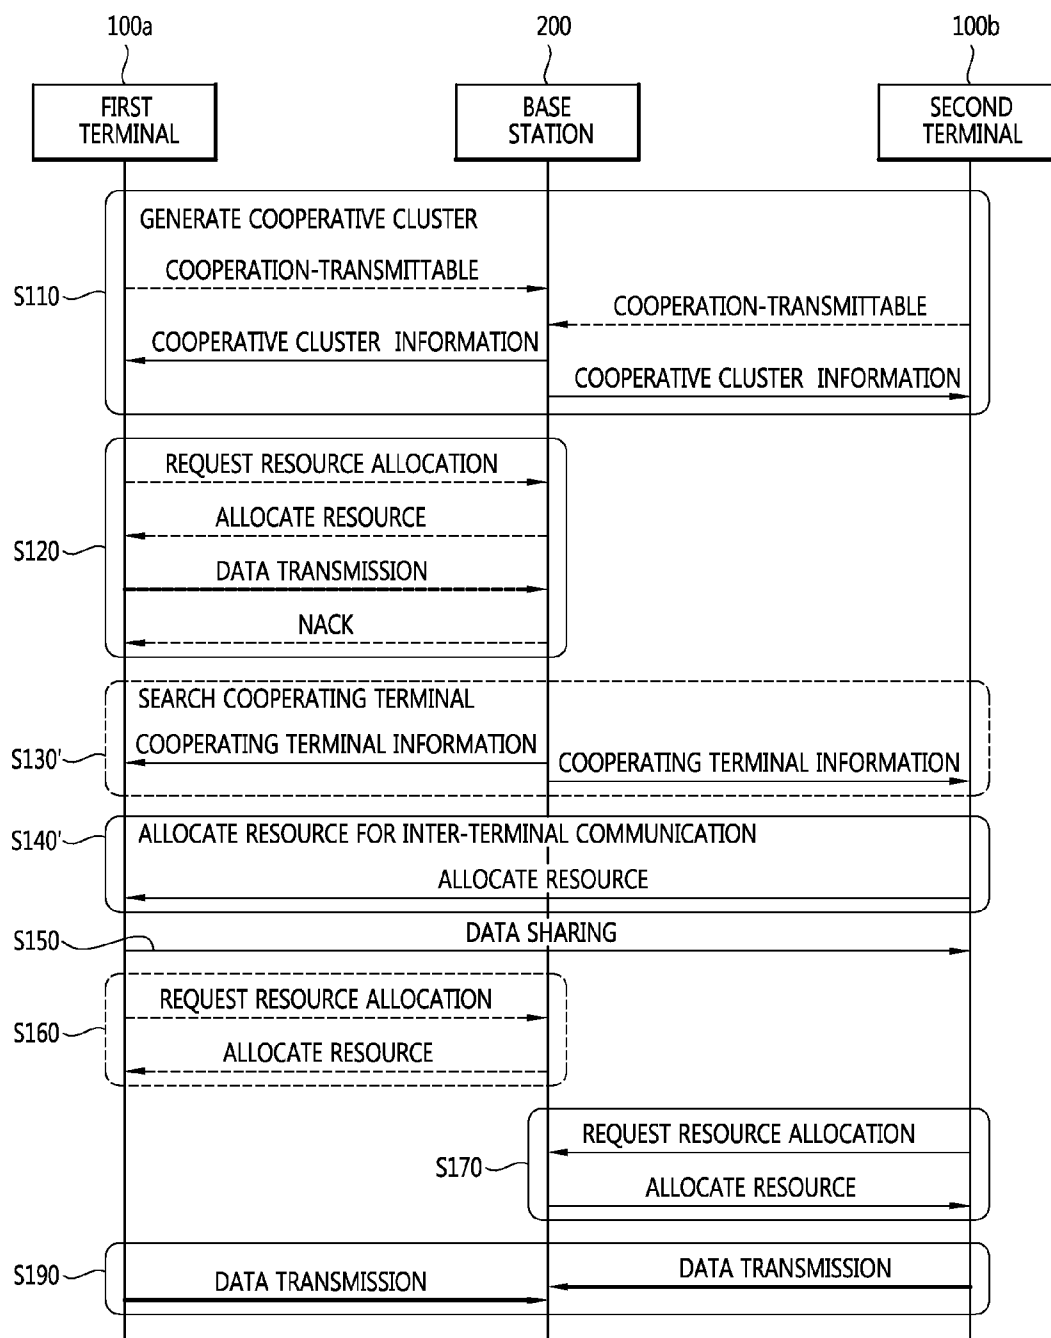 100a
200
100b
FIRST
TERMINAL
BASE
STATION
SECOND
TERMINAL
GENERATE COOPERATIVE CLUSTER
COOPERATION-TRANSMITTABLE
S110
COOPERATION-TRANSMITTABLE
COOPERATIVE CLUSTER INFORMATION
COOPERATIVE CLUSTER INFORMATION
REQUEST RESOURCE ALLOCATION
ALLOCATE RESOURCE
S120
DATA TRANSMISSION
NACK
SEARCH COOPERATING TERMINAL
COOPERATING TERMINAL INFORMATION
S130'
COOPERATING TERMINAL INFORMATION
ALLOCATE RESOURCE FOR INTER-TERMINAL COMMUNICATION
S140'
ALLOCATE RESOURCE
S150
DATA SHARING
REQUEST RESOURCE ALLOCATION
S160
ALLOCATE RESOURCE
REQUEST RESOURCE ALLOCATION
S170
ALLOCATE RESOURCE
S190
DATA TRANSMISSION
DATA TRANSMISSION